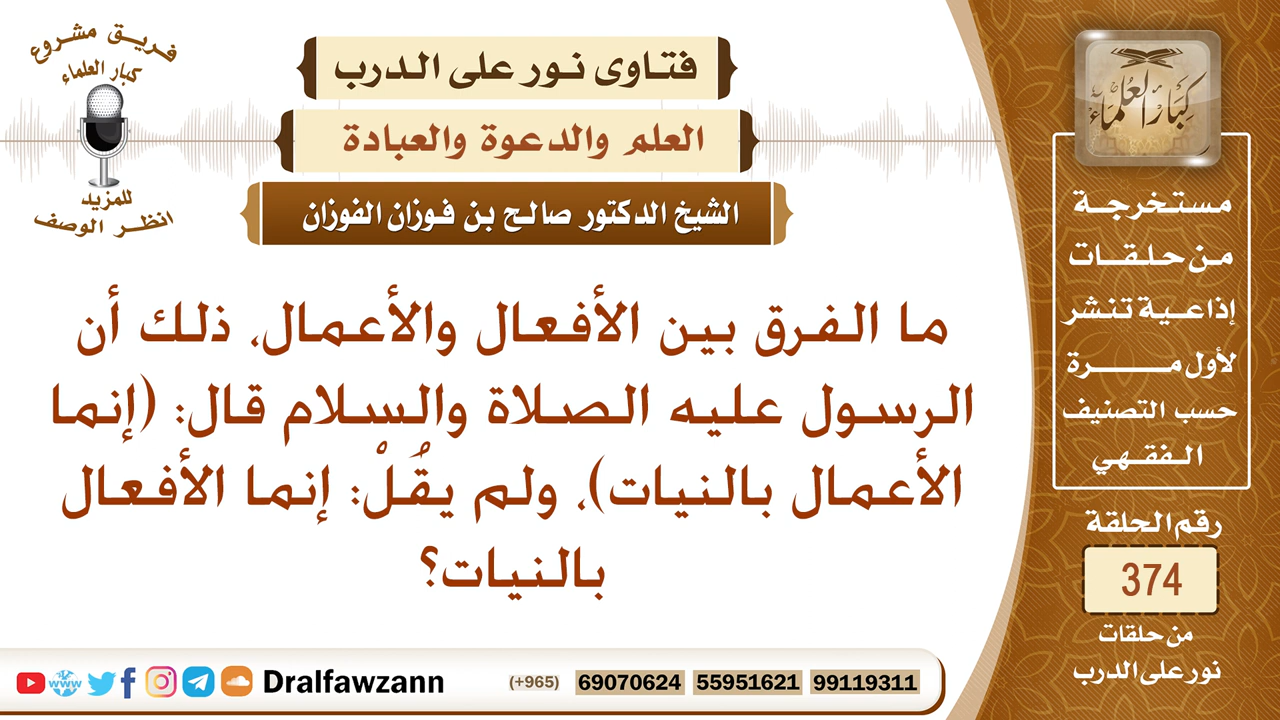 فريق مشروع
كبار العلماء
للمزيد
انظر الوصف
فتاوى نور على الدرب
العلم والدعوة والعبادة
الشيخ الدكتور صالح بن فوزان الفوزان
ما الفرق بين الأفعال والأعمال، ذلك أن
الرسول عليه الصلاة والسلام قال: (إنما
الأعمال بالنيات)، ولم يقُلْ: إنما الأفعال
بالنيات؟
كبار العلماء
مستخرجة
من حلقات
إذاعية تنشر
لأول مرة
حسب التصنيف
الفقهي
رقم الحلقة
374
من حلقات
نور على الدرب
www Dralfawzann (+965) 69070624 55951621 99119311